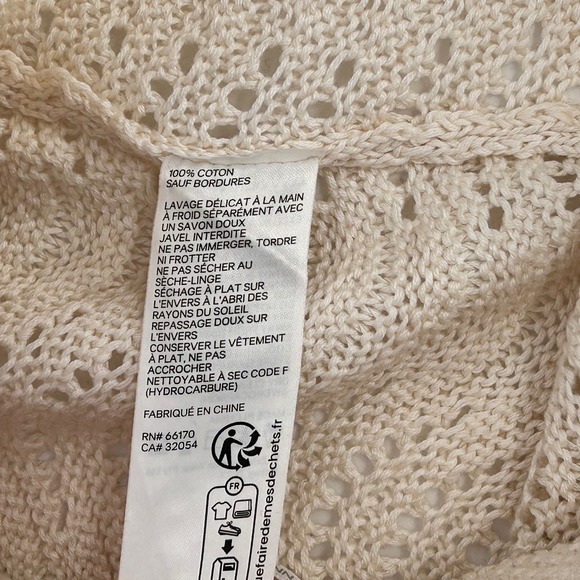 100% COTON
SAUF BORDURES
LAVAGE DÉLICAT À LA MAIN
À FROID SÉPARÉMENT AVEC
UN SAVON DOUX
JAVEL INTERDITE
NE PAS IMMERGER, TORDRE
NI FROTTER
NE PAS SÉCHER AU
SÈCHE-LINGE
SÉCHAGE À PLAT SUR
L'ENVERS À L'ABRI DES
RAYONS DU SOLEIL
REPASSAGE DOUX SUR
L'ENVERS
CONSERVER LE VÊTEMENT
À PLAT, NE PAS
ACCROCHER
NETTOYABLE À SEC CODE F
(HYDROCARBURE)
FABRIQUÉ EN CHINE
RN# 66170
CA# 32054
FR
uefairedemesdechets.fr